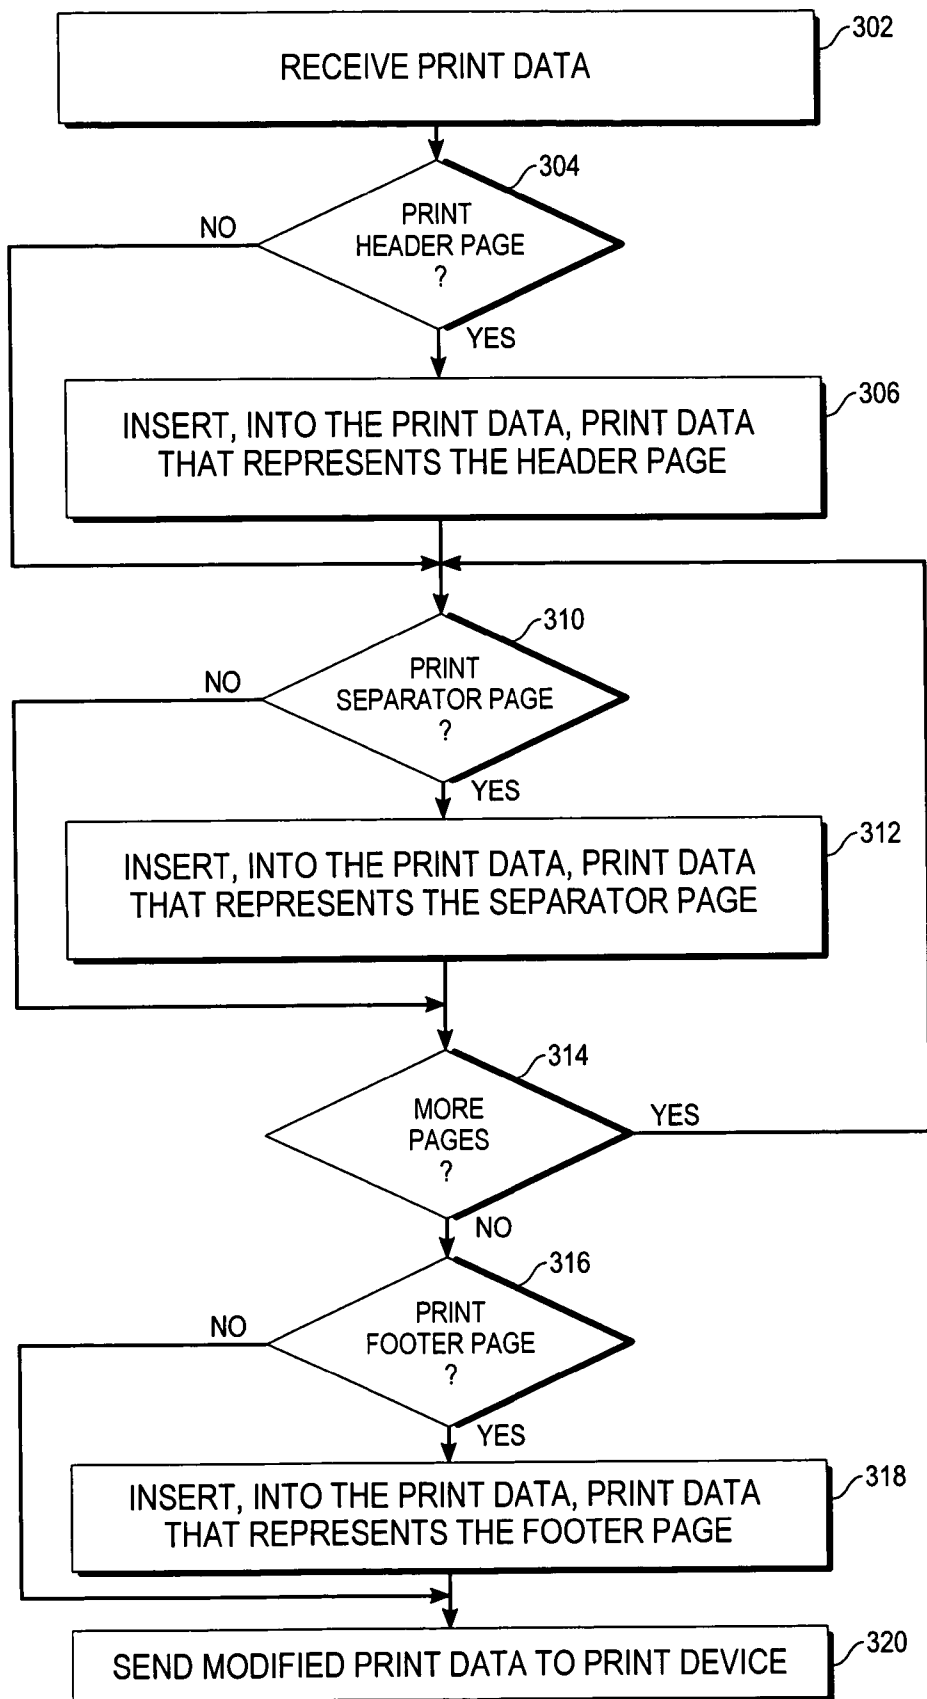 302
RECEIVE PRINT DATA
304
PRINT
HEADER PAGE
?
NO
YES
306
INSERT, INTO THE PRINT DATA, PRINT DATA
THAT REPRESENTS THE HEADER PAGE
310
PRINT
SEPARATOR PAGE
?
NO
YES
312
INSERT, INTO THE PRINT DATA, PRINT DATA
THAT REPRESENTS THE SEPARATOR PAGE
314
MORE
PAGES
?
YES
NO
316
PRINT
FOOTER PAGE
?
NO
YES
318
INSERT, INTO THE PRINT DATA, PRINT DATA
THAT REPRESENTS THE FOOTER PAGE
320
SEND MODIFIED PRINT DATA TO PRINT DEVICE